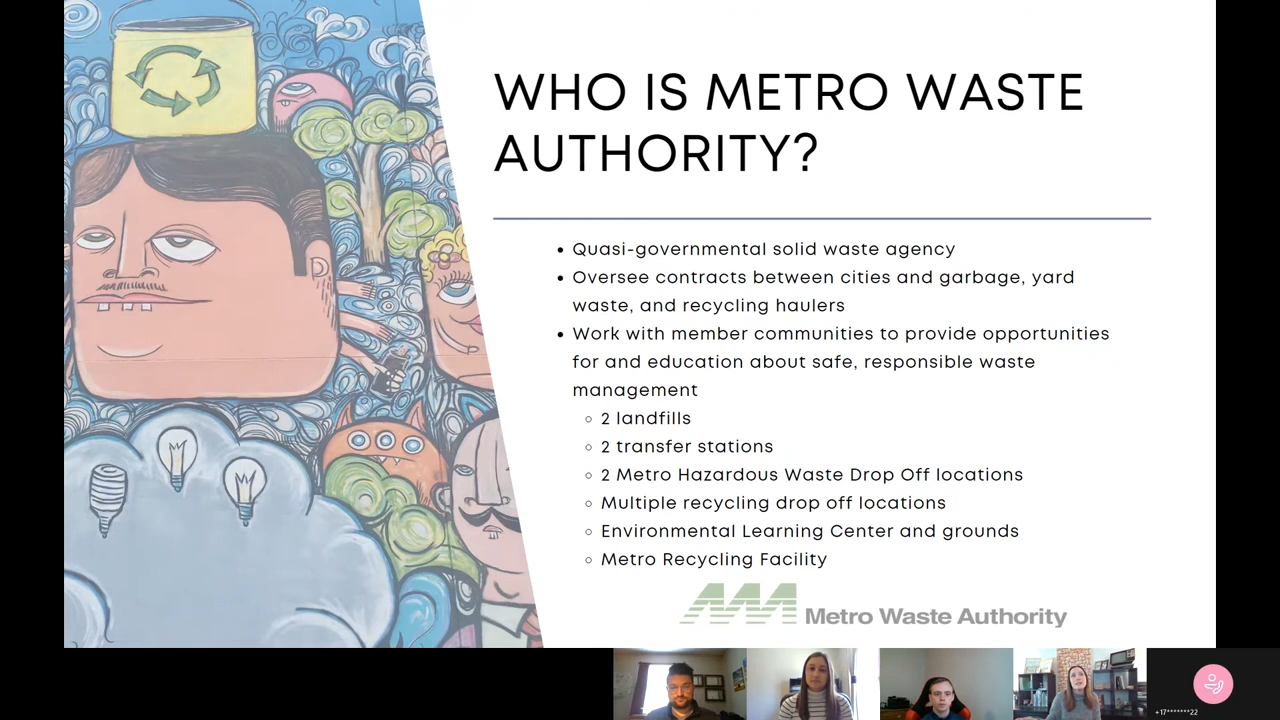 WHO IS METRO WASTE
AUTHORITY?
• Quasi-governmental solid waste agency
• Oversee contracts between cities and garbage, yard
waste, and recycling haulers
• Work with member communities to provide opportunities
for and education about safe, responsible waste
management
◦ 2 landfills
◦ 2 transfer stations
◦ 2 Metro Hazardous Waste Drop Off locations
◦ Multiple recycling drop off locations
◦ Environmental Learning Center and grounds
◦ Metro Recycling Facility
Metro Waste Authority
+17*******22